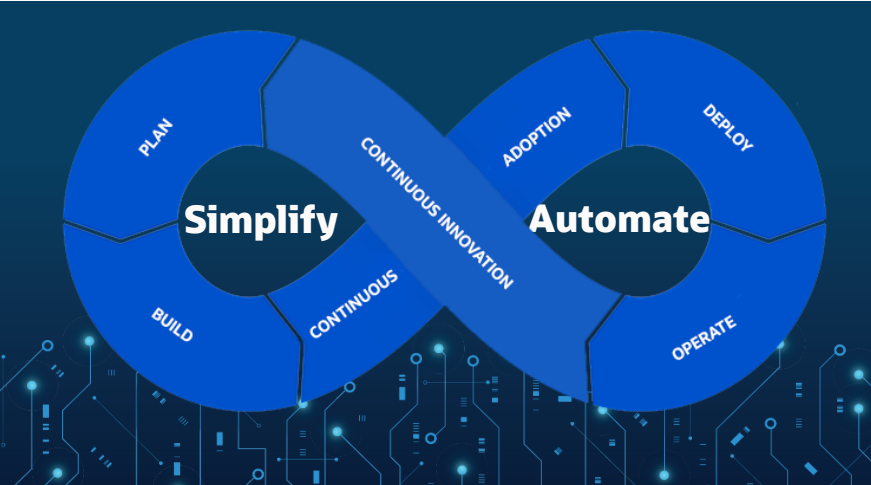 PLAN
CONTINUOUS INNOVATION
ADOPTION
DEPLOY
Simplify
Automate
BUILD
CONTINUOUS
OPERATE